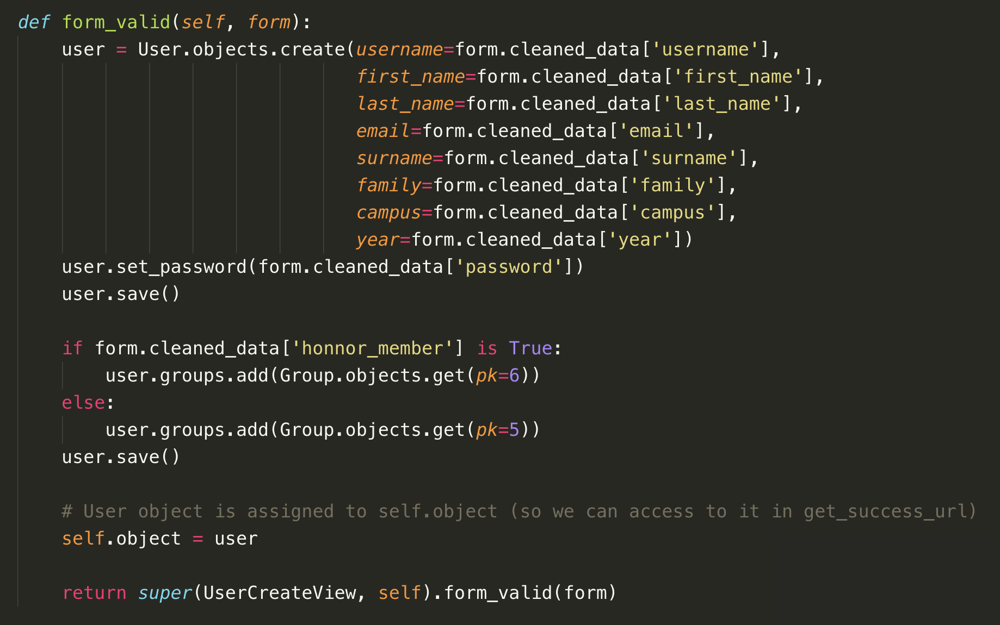 def form_valid(self, form):
    user = User.objects.create(username=form.cleaned_data['username'],
                               first_name=form.cleaned_data['first_name'],
                               last_name=form.cleaned_data['last_name'],
                               email=form.cleaned_data['email'],
                               surname=form.cleaned_data['surname'],
                               family=form.cleaned_data['family'],
                               campus=form.cleaned_data['campus'],
                               year=form.cleaned_data['year'])
    user.set_password(form.cleaned_data['password'])
    user.save()

    if form.cleaned_data['honnor_member'] is True:
        user.groups.add(Group.objects.get(pk=6))
    else:
        user.groups.add(Group.objects.get(pk=5))
    user.save()

    # User object is assigned to self.object (so we can access to it in get_success_url)
    self.object = user

    return super(UserCreateView, self).form_valid(form)